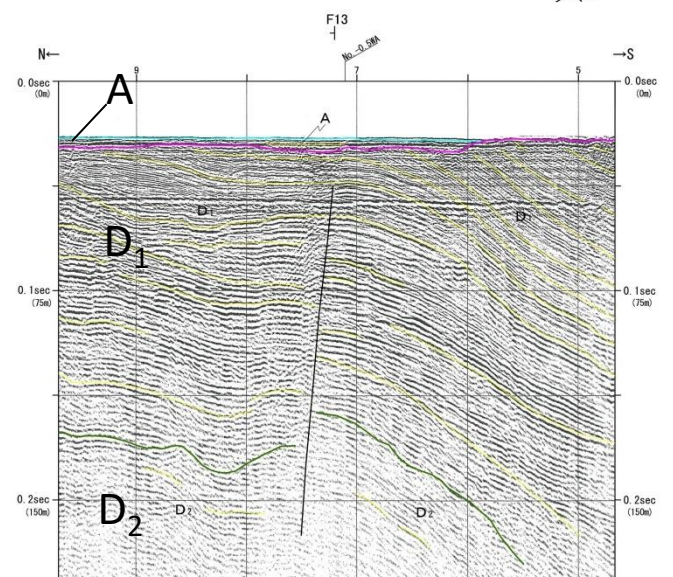 F13
No.-0.5WA
N← →S
9 7 5
0.0sec 0.0sec
(0m) (0m)
A
A
D1
D1
0.1sec 0.1sec
(75m) (75m)
0.2sec 0.2sec
(150m) (150m)
D2 D2
D2